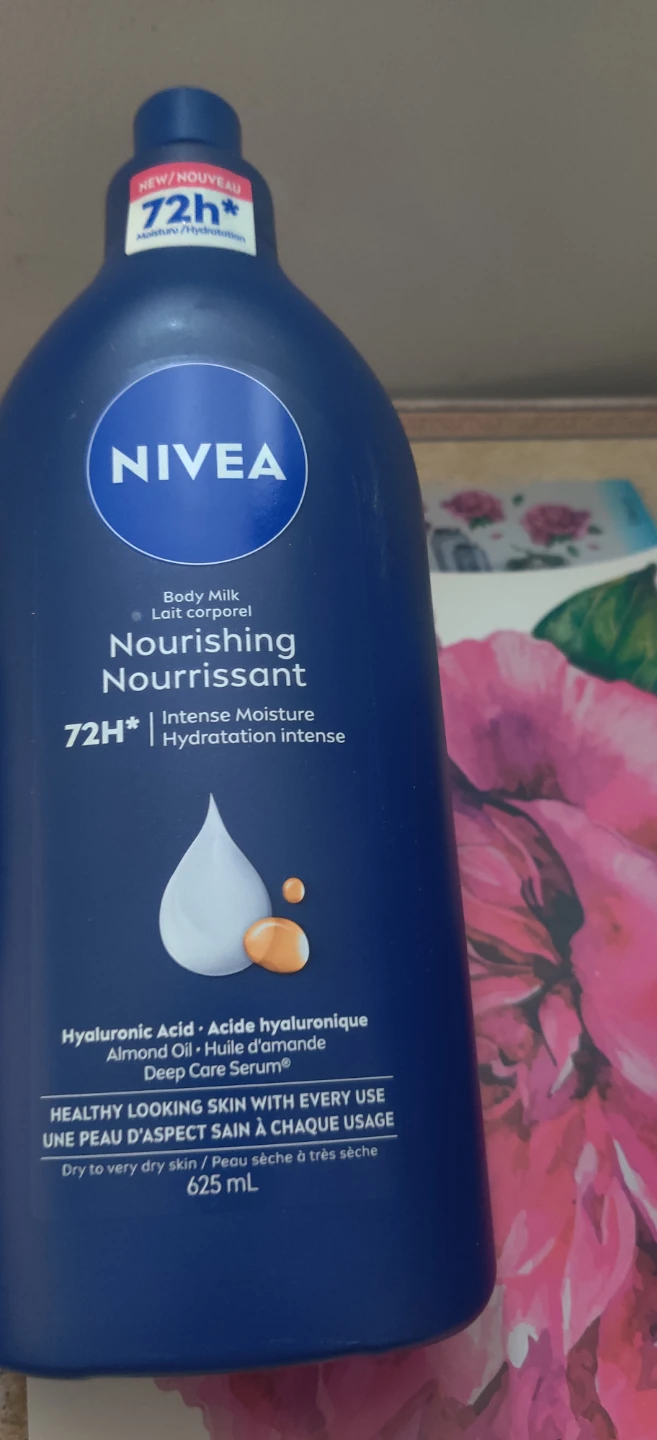 NEW/NOUVEAU
72h*
Moisture/Hydratation
NIVEA
Body Milk
Lait corporel
Nourishing
Nourrissant
72H* | Intense Moisture
Hydratation intense
Hyaluronic Acid · Acide hyaluronique
Almond Oil · Huile d'amande
Deep Care Serum®
HEALTHY LOOKING SKIN WITH EVERY USE
UNE PEAU D'ASPECT SAIN À CHAQUE USAGE
Dry to very dry skin / Peau sèche à très sèche
625 mL